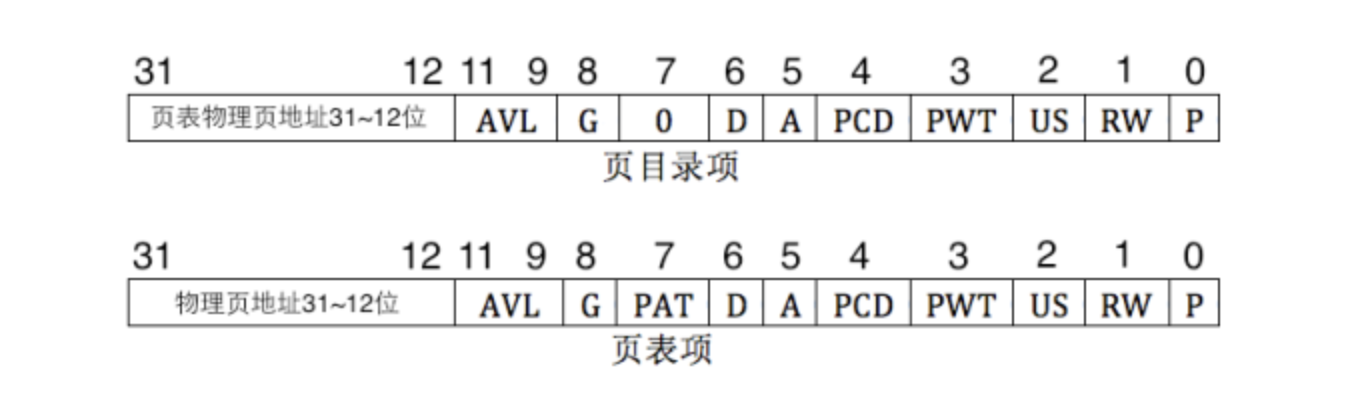 31 12 11 9 8 7 6 5 4 3 2 1 0
页表物理页地址31~12位 AVL G 0 D A PCD PWT US RW P
页目录项
31 12 11 9 8 7 6 5 4 3 2 1 0
物理页地址31~12位 AVL G PAT D A PCD PWT US RW P
页表项